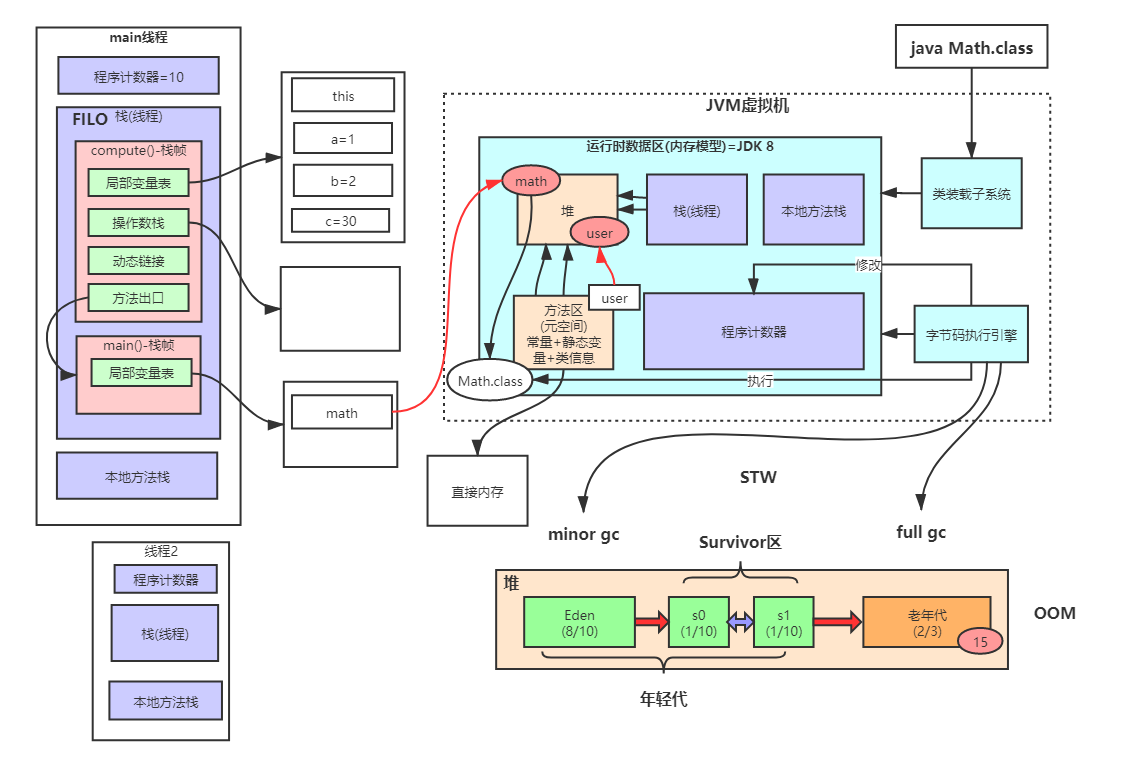 main线程
程序计数器=10
FILO
栈(线程)
compute()-栈帧
局部变量表
操作数栈
动态链接
方法出口
main()-栈帧
局部变量表
本地方法栈
this
a=1
b=2
c=30
math
线程2
程序计数器
栈(线程)
本地方法栈
java Math.class
JVM虚拟机
运行时数据区(内存模型)=JDK 8
math
堆
user
栈(线程)
本地方法栈
类装载子系统
修改
user
方法区
(元空间)
常量+静态变
量+类信息
程序计数器
字节码执行引擎
Math.class
执行
直接内存
STW
minor gc
full gc
Survivor区
堆
Eden
(8/10)
s0
(1/10)
s1
(1/10)
老年代
(2/3)
15
OOM
年轻代